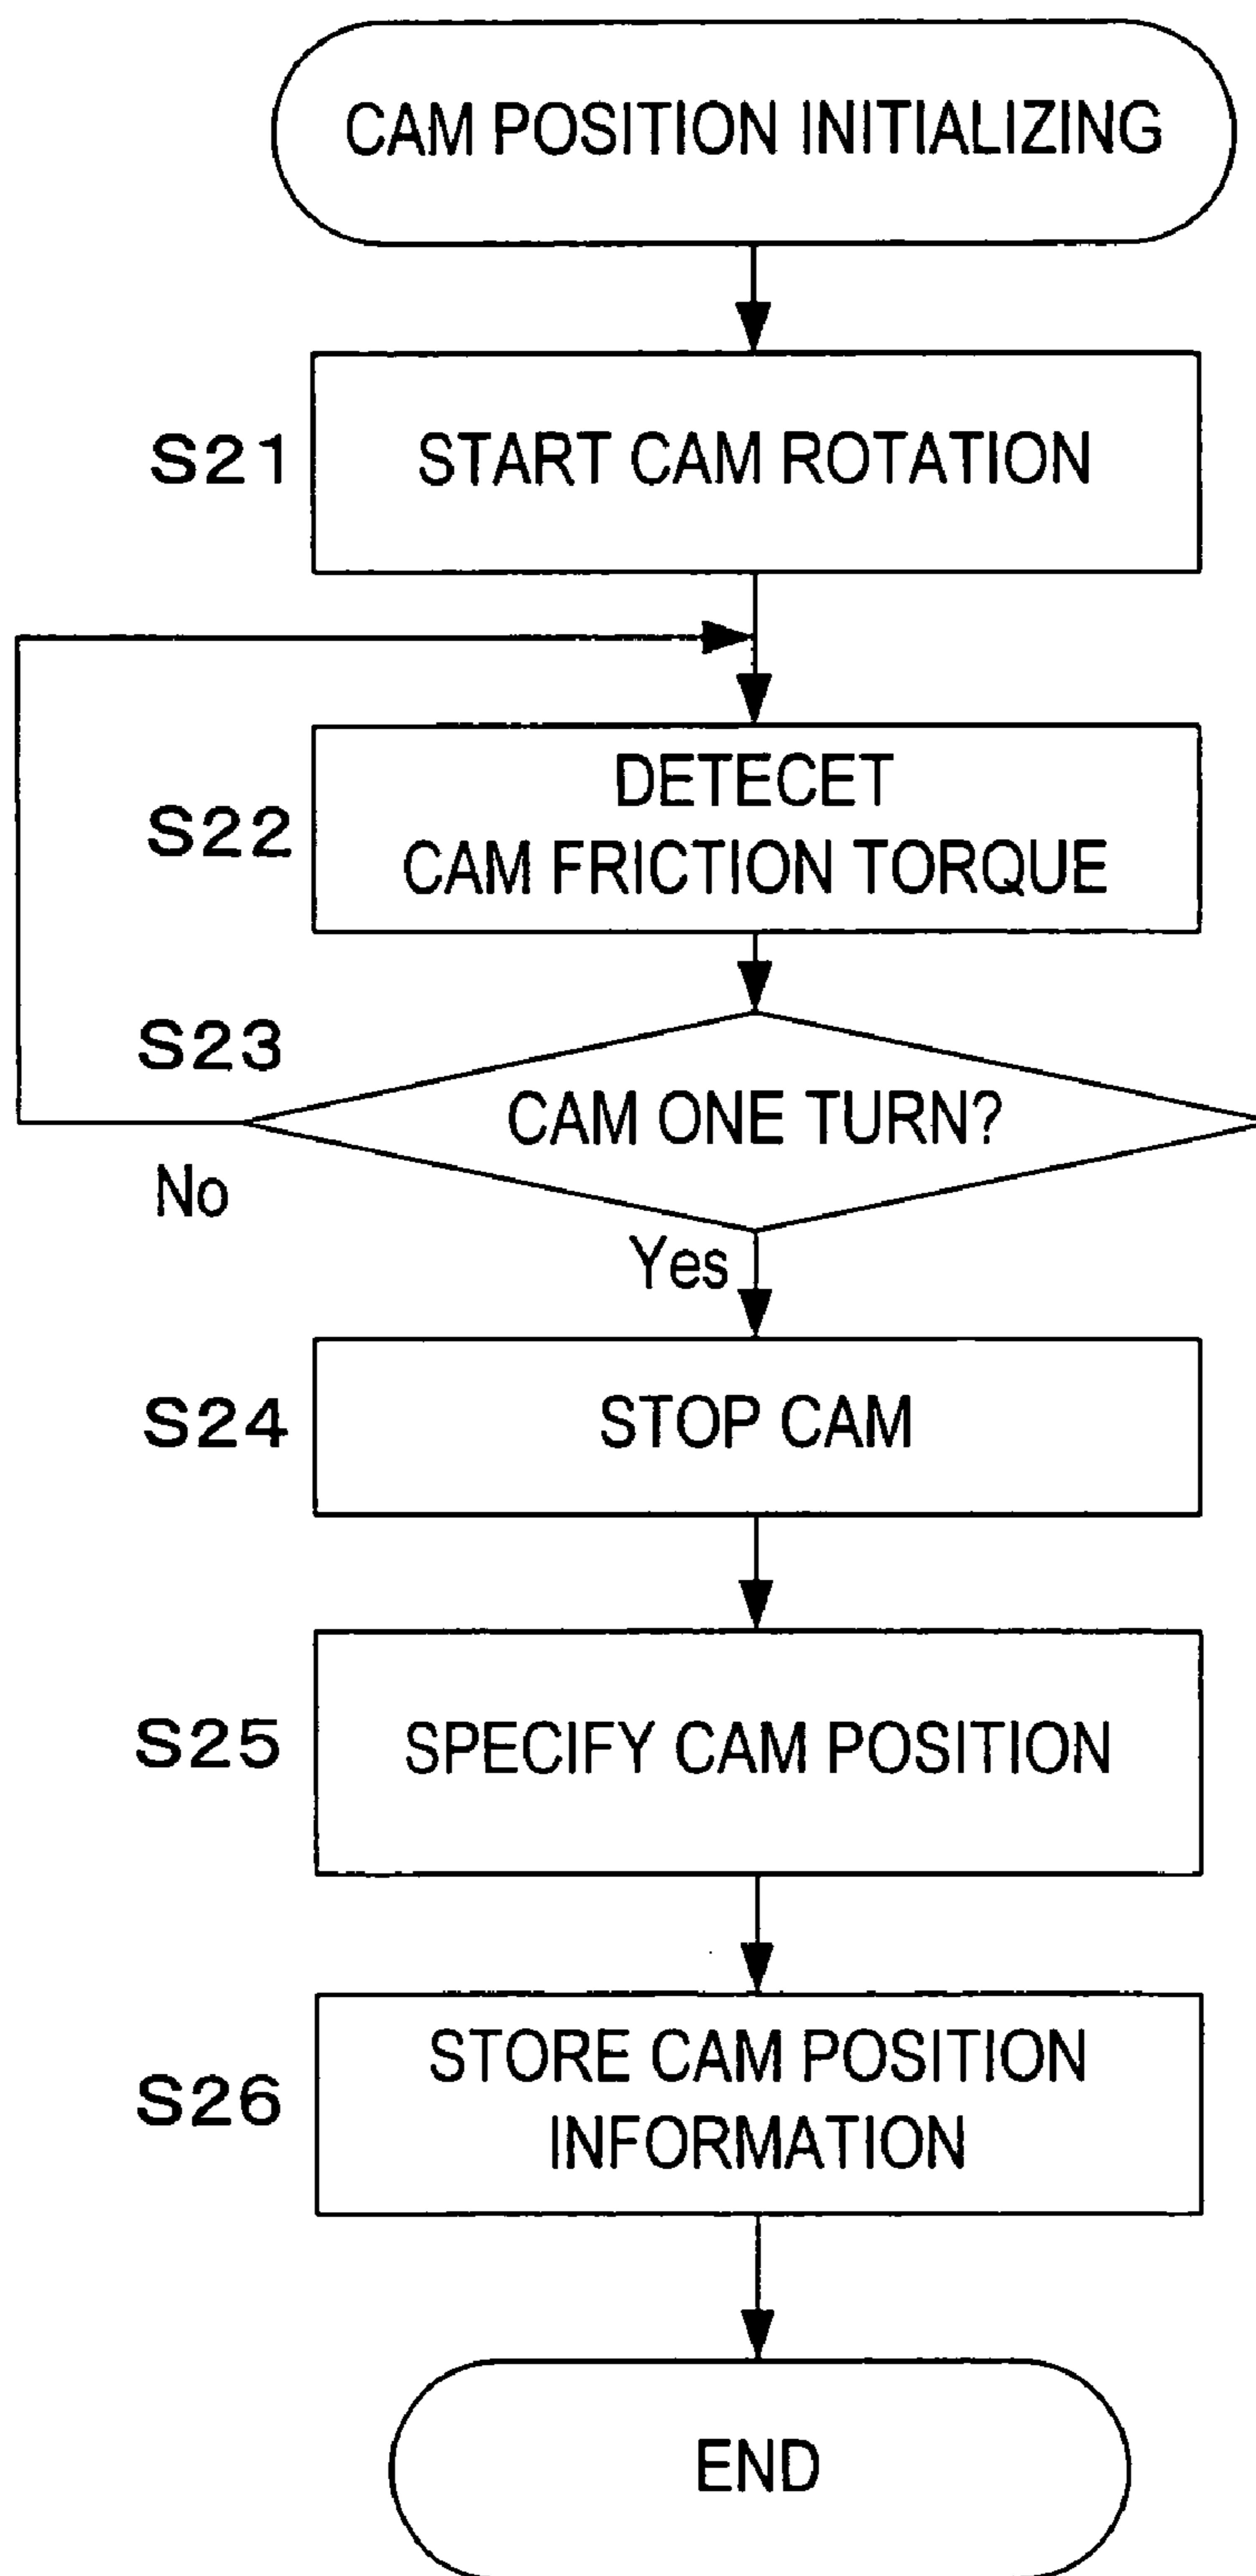 CAM POSITION INITIALIZING
S21
START CAM ROTATION
S22
DETECET
CAM FRICTION TORQUE
S23
CAM ONE TURN?
No
Yes
S24
STOP CAM
S25
SPECIFY CAM POSITION
S26
STORE CAM POSITION
INFORMATION
END